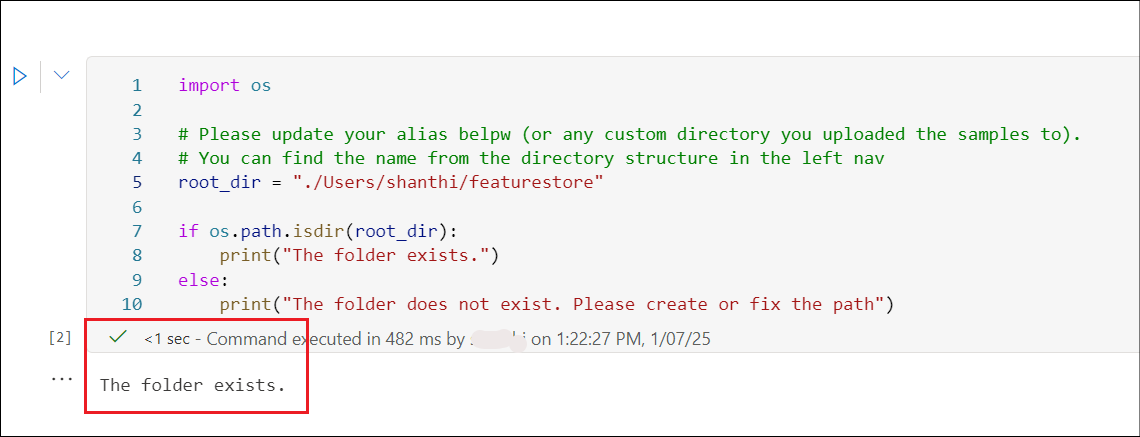 1 import os
2
3 # Please update your alias belpw (or any custom directory you uploaded the samples to).
4 # You can find the name from the directory structure in the left nav
5 root_dir = "./Users/shanthi/featurestore"
6
7 if os.path.isdir(root_dir):
8 print("The folder exists.")
9 else:
10 print("The folder does not exist. Please create or fix the path")
[2] <1 sec - Command executed in 482 ms by on 1:22:27 PM, 1/07/25
... The folder exists.